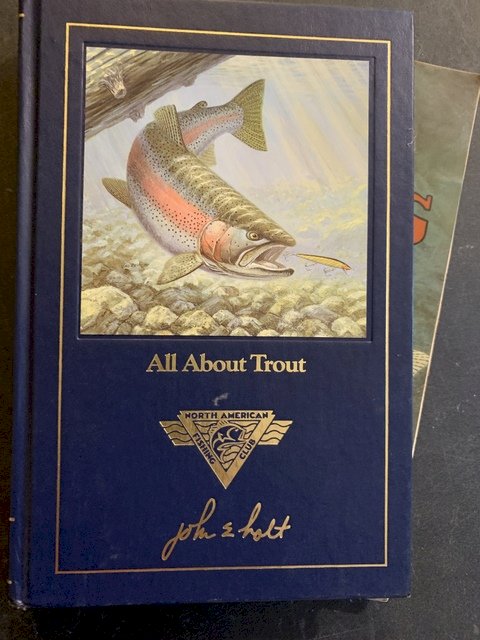 All About Trout
NORTH AMERICAN
FISHING CLUB
John E Holt